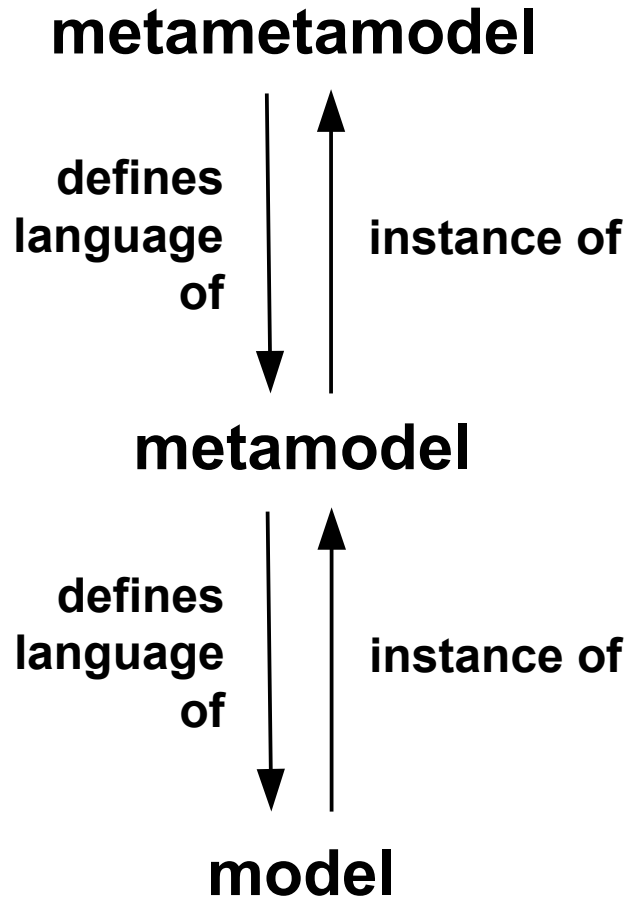 metametamodel
defines
language
of
instance of
metamodel
defines
language
of
instance of
model